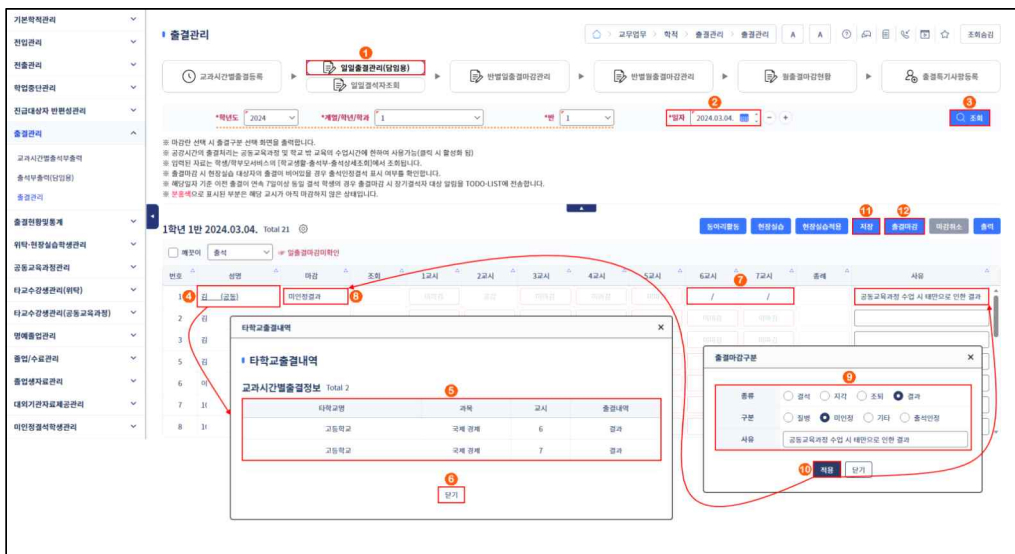 기본학적관리
전입관리
전출관리
학업중단관리
진급대상자 반편성관리
출결관리
교과시간별출석부출력
출석부출력(담임용)
출결관리
출결현황및통계
위탁·현장실습학생관리
공동교육과정관리
타교수강생관리(위탁)
타교수강생관리(공동교육과정)
명예졸업관리
졸업/수료관리
졸업생자료관리
대외기관자료제공관리
미인정결석학생관리
출결관리
교무업무 > 학적 > 출결관리 > 출결관리
A A 조회숨김
1
교과시간별출결등록
일일출결관리(담임용)
일일결석자조회
반별일출결마감관리
반별월출결마감관리
월출결마감현황
출결특기사항등록
2
3
*학년도 2024 *계열/학년/학과 1 *반 1 *일자 2024.03.04. - + 조회
※ 마감란 선택 시 출결구분 선택 화면을 출력합니다.
※ 공강시간의 출결처리는 공동교육과정 및 학교 밖 교육의 수업시간에 한하여 사용가능(클릭 시 활성화 됨)
※ 입력된 자료는 학생/학부모서비스의 [학교생활-출석부-출석상세조회]에서 조회됩니다.
※ 출결마감 시 현장실습 대상자의 출결이 비어있을 경우 출석인정결석 표시 여부를 확인합니다.
※ 해당일자 기준 이전 출결이 연속 7일이상 동일 결석 학생의 경우 출결마감 시 장기결석자 대상 알림을 TODO-LIST에 전송합니다.
※ 분홍색으로 표시된 부분은 해당 교시가 아직 마감하지 않은 상태입니다.
11 12
1학년 1반 2024.03.04. Total 21
동아리활동 현장실습 현장실습적용 저장 출결마감 마감취소 출력
깨끗이 출석 ☞ 일출결마감미확인
번호 성명 마감 조회 1교시 2교시 3교시 4교시 5교시 6교시 7교시 종례 사유
4 8 7
1 김 (공동) 미인정결과 미마감 공강 미마감 미마감 미마감 / / 공동교육과정 수업 시 태만으로 인한 결과
2 김
3 김
5 김
6 이
7 1(
8 1(
타학교출결내역 ×
타학교출결내역
교과시간별출결정보 Total 2
5
타학교명 과목 교시 출결내역
고등학교 국제 경제 6 결과
고등학교 국제 경제 7 결과
6
닫기
출결마감구분 ×
9
종류 결석 지각 조퇴 결과
구분 질병 미인정 기타 출석인정
사유 공동교육과정 수업 시 태만으로 인한 결과
10 적용 닫기